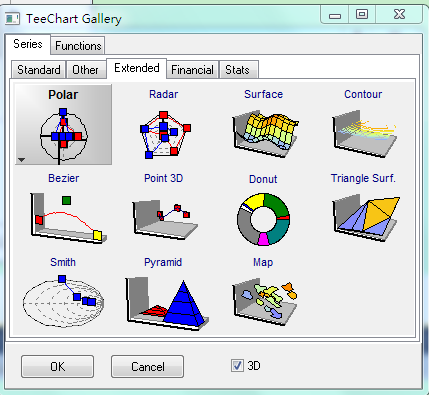 TeeChart Gallery
Series Functions
Standard Other Extended Financial Stats
Polar Radar Surface Contour
Bezier Point 3D Donut Triangle Surf.
Smith Pyramid Map
OK Cancel 3D